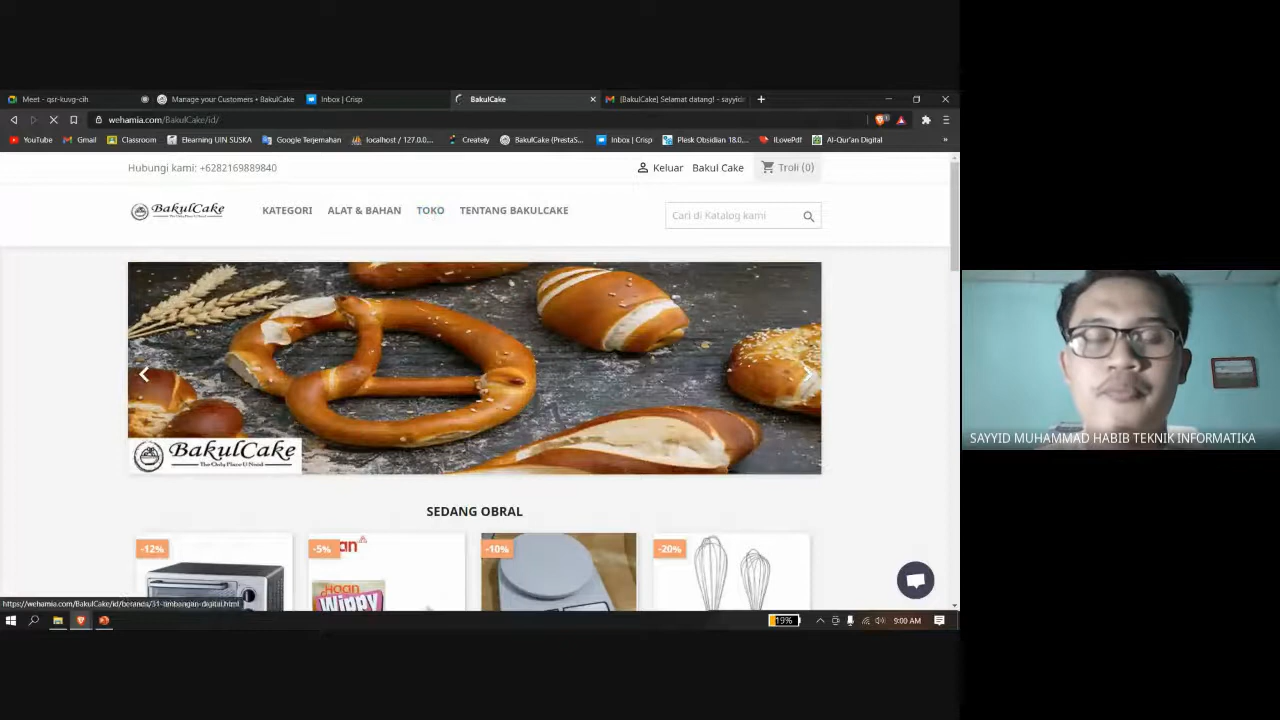 Meet - qsr-kuvg-cih
Manage your Customers • BakulCake
Inbox | Crisp
BakulCake
[BakulCake] Selamat datang! - sayyid
wehamia.com/BakulCake/id/
YouTube
Gmail
Classroom
Elearning UIN SUSKA
Google Terjemahan
localhost / 127.0.0....
Creately
BakulCake (PrestaS...
Inbox | Crisp
Plesk Obsidian 18.0....
ILovePdf
Al-Qur'an Digital
Hubungi kami: +6282169889840
Keluar
Bakul Cake
Troli (0)
BakulCake
KATEGORI
ALAT & BAHAN
TOKO
TENTANG BAKULCAKE
Cari di Katalog kami
BakulCake
The Only Place U Need
SEDANG OBRAL
-12%
-5%
-10%
-20%
Haan
Wippy
https://wehamia.com/BakulCake/id/beranda/31-timbangan-digital.html
19%
9:00 AM
SAYYID MUHAMMAD HABIB TEKNIK INFORMATIKA